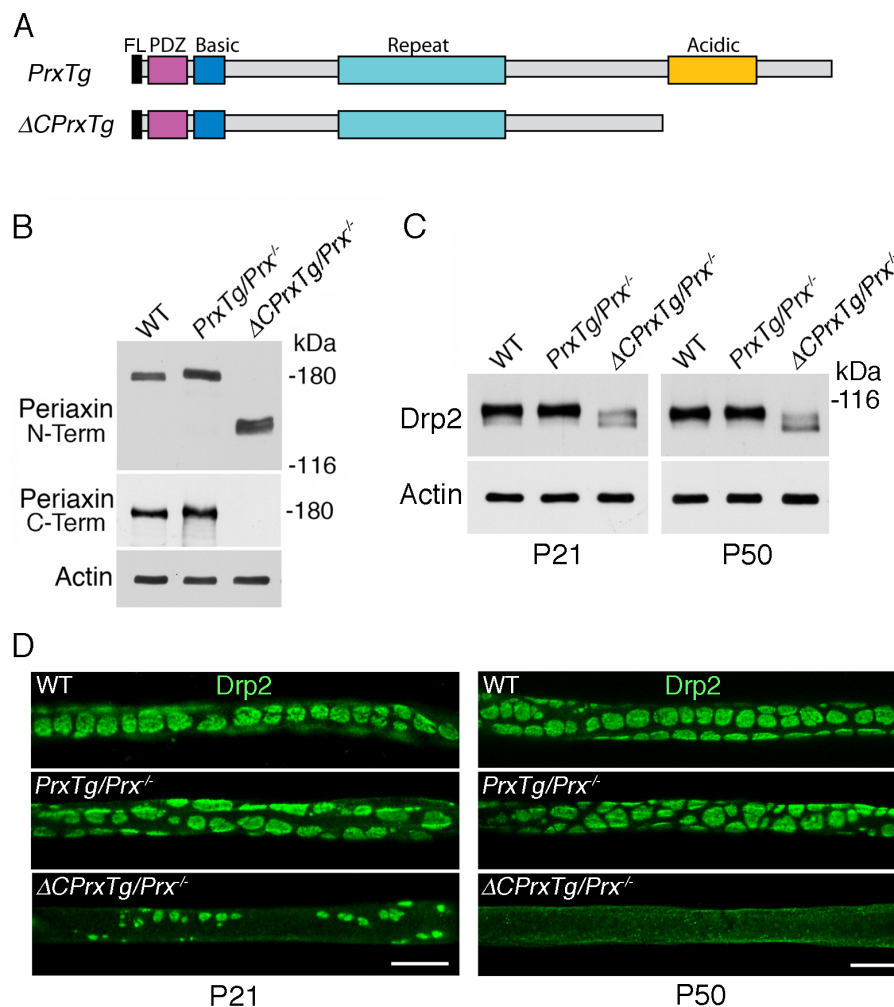 A
FL PDZ Basic Repeat Acidic
PrxTg
ΔCPrxTg
B
WT PrxTg/Prx-/- ΔCPrxTg/Prx-/-
kDa
-180
Periaxin
N-Term
-116
Periaxin
C-Term
-180
Actin
C
WT PrxTg/Prx-/- ΔCPrxTg/Prx-/- WT PrxTg/Prx-/- ΔCPrxTg/Prx-/-
kDa
-116
Drp2
Actin
P21 P50
D
WT Drp2
PrxTg/Prx-/-
ΔCPrxTg/Prx-/-
P21
WT Drp2
PrxTg/Prx-/-
ΔCPrxTg/Prx-/-
P50